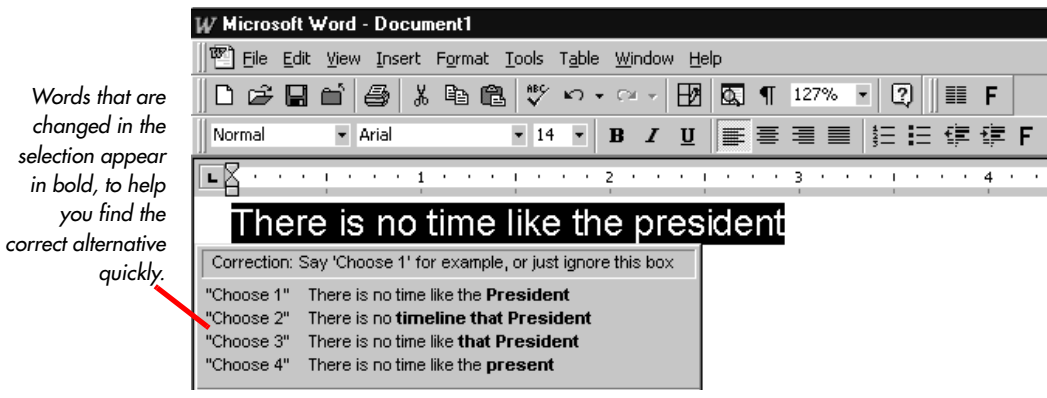 Microsoft Word - Document1
File Edit View Insert Format Tools Table Window Help
ABC 127% F
Normal Arial 14 B I U F
1 2 3 4
Words that are
changed in the
selection appear
in bold, to help
you find the
correct alternative
quickly.
There is no time like the president
Correction: Say 'Choose 1' for example, or just ignore this box
"Choose 1" There is no time like the President
"Choose 2" There is no timeline that President
"Choose 3" There is no time like that President
"Choose 4" There is no time like the present